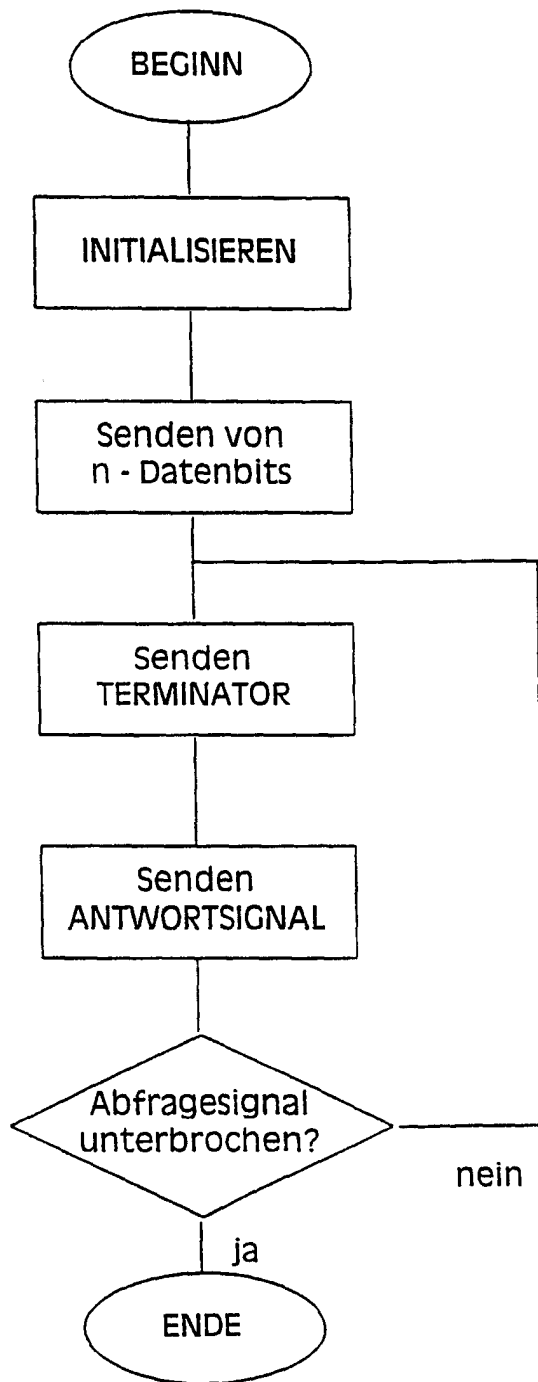 BEGINN
INITIALISIEREN
Senden von
n - Datenbits
Senden
TERMINATOR
Senden
ANTWORTSIGNAL
Abfragesignal
unterbrochen?
nein
ja
ENDE